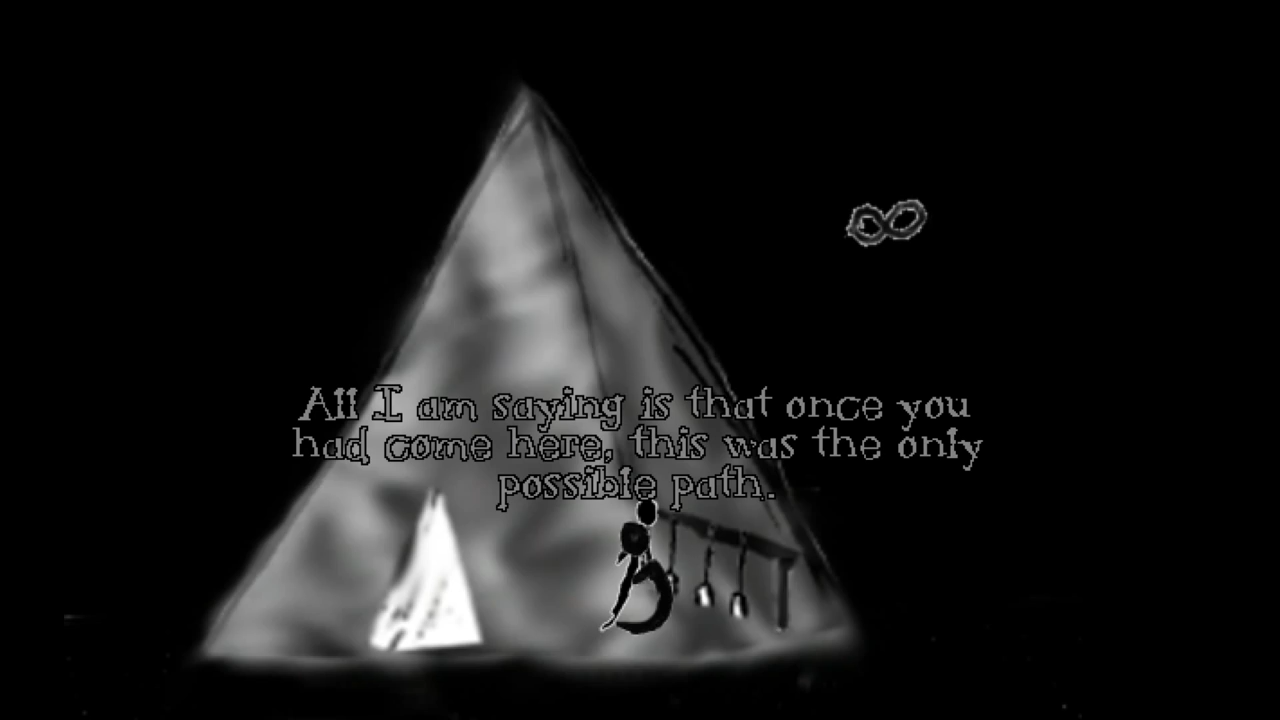 All I am saying is that once you
had come here, this was the only
possible path.